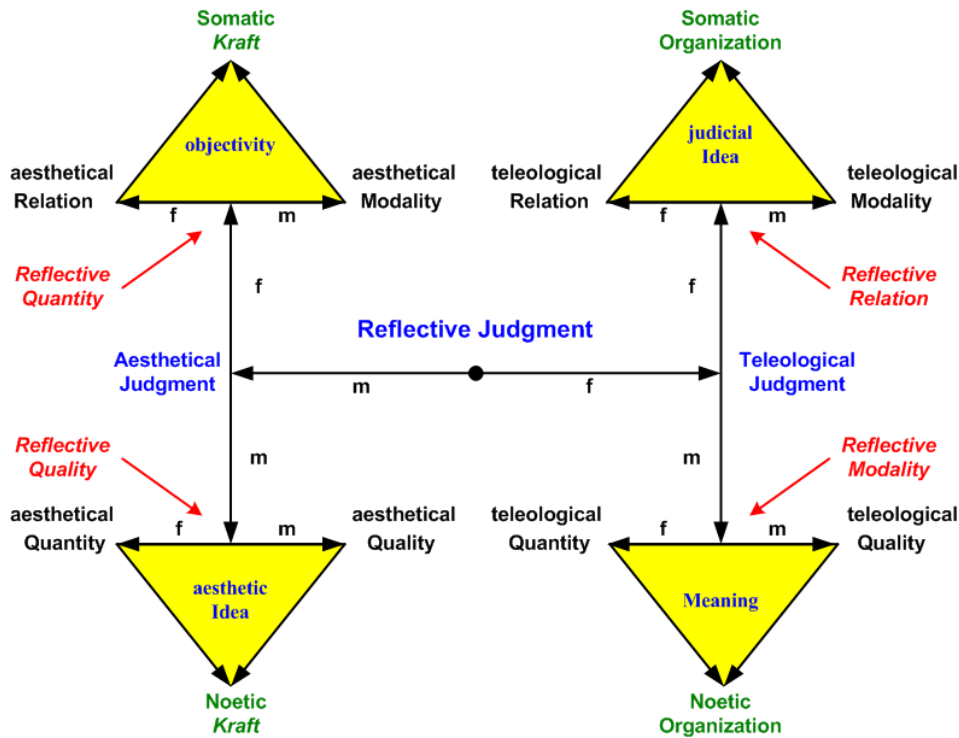 Somatic
Kraft
Somatic
Organization
objectivity
judicial
Idea
aesthetical
Relation
aesthetical
Modality
teleological
Relation
teleological
Modality
f
m
f
m
Reflective
Quantity
Reflective
Relation
f
f
Reflective Judgment
Aesthetical
Judgment
Teleological
Judgment
m
f
Reflective
Quality
Reflective
Modality
m
m
aesthetical
Quantity
aesthetical
Quality
teleological
Quantity
teleological
Quality
f
m
f
m
aesthetic
Idea
Meaning
Noetic
Kraft
Noetic
Organization